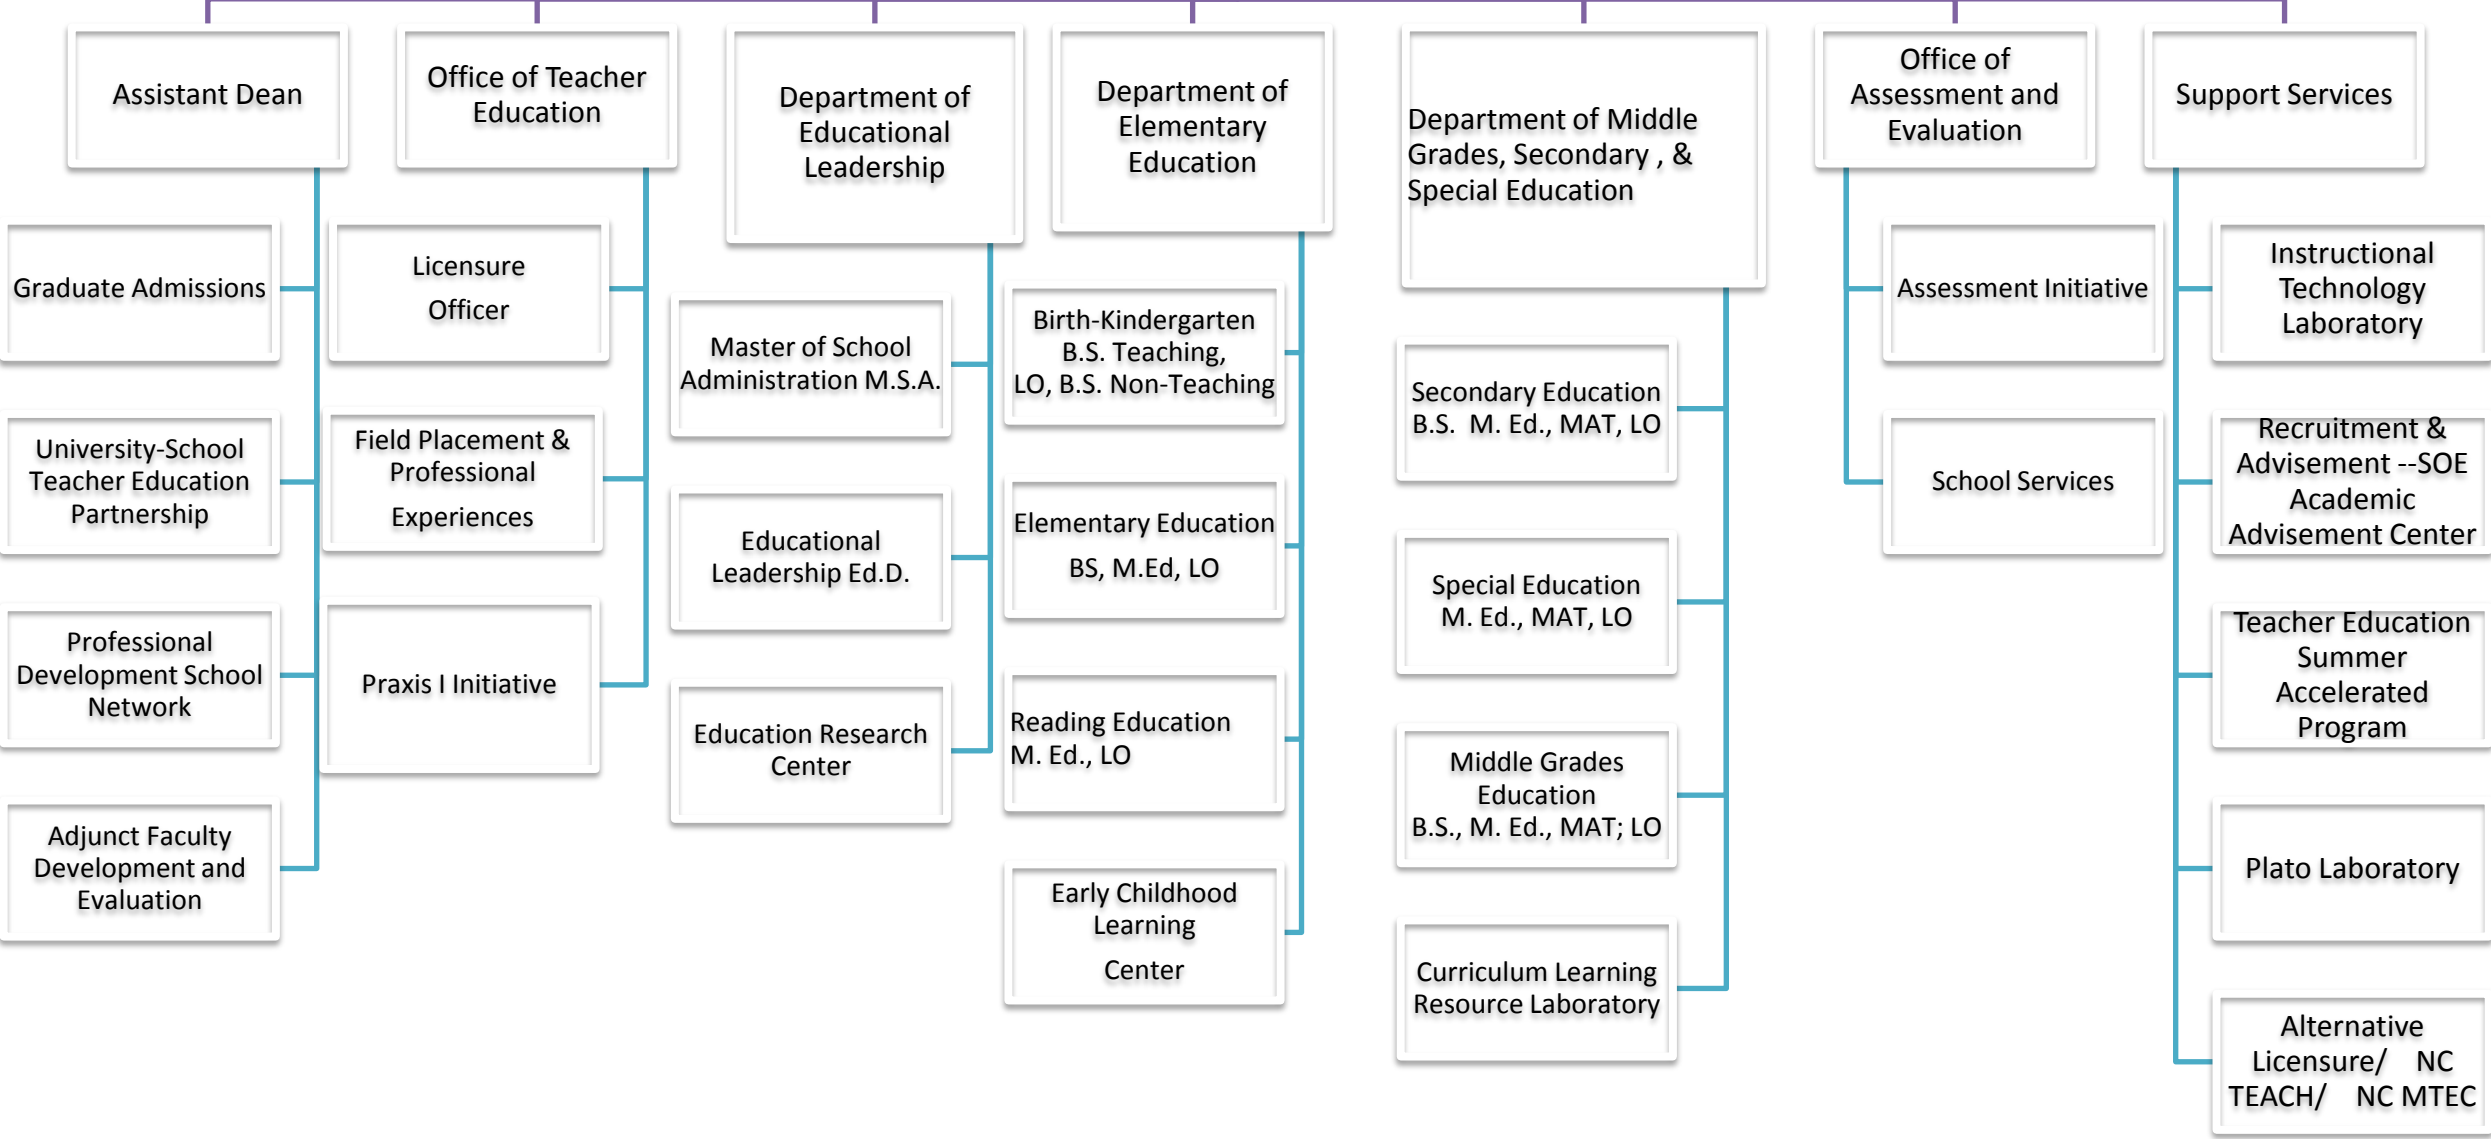 Assistant Dean
Graduate Admissions
University-School
Teacher Education
Partnership
Professional
Development School
Network
Adjunct Faculty
Development and
Evaluation
Office of Teacher
Education
Licensure
Officer
Field Placement &
Professional
Experiences
Praxis I Initiative
Department of
Educational
Leadership
Master of School
Administration M.S.A.
Educational
Leadership Ed.D.
Education Research
Center
Department of
Elementary
Education
Birth-Kindergarten
B.S. Teaching,
LO, B.S. Non-Teaching
Elementary Education
BS, M.Ed, LO
Reading Education
M. Ed., LO
Early Childhood
Learning
Center
Department of Middle
Grades, Secondary , &
Special Education
Secondary Education
B.S.  M. Ed., MAT, LO
Special Education
M. Ed., MAT, LO
Middle Grades
Education
B.S., M. Ed., MAT; LO
Curriculum Learning
Resource Laboratory
Office of
Assessment and
Evaluation
Assessment Initiative
School Services
Support Services
Instructional
Technology
Laboratory
Recruitment &
Advisement --SOE
Academic
Advisement Center
Teacher Education
Summer
Accelerated
Program
Plato Laboratory
Alternative
Licensure/    NC
TEACH/    NC MTEC